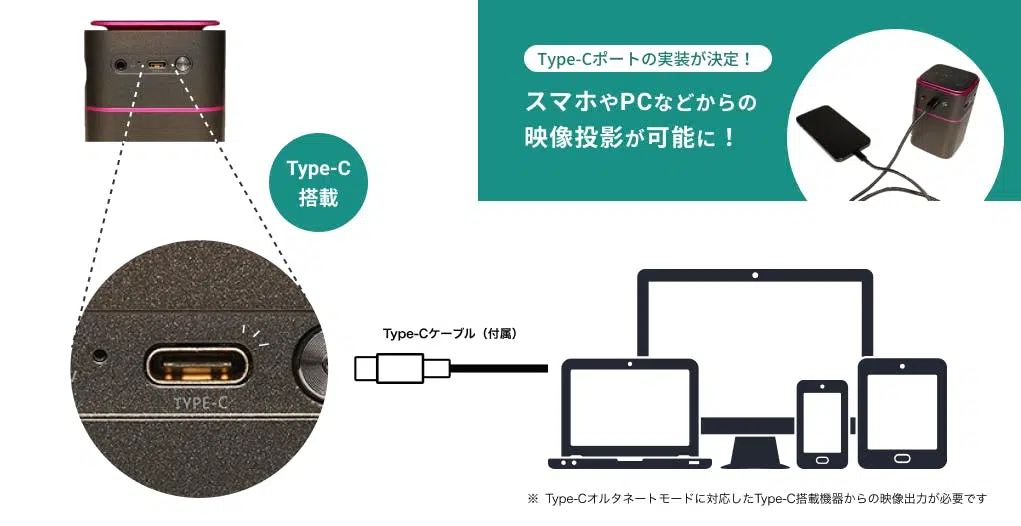 Type-Cポートの実装が決定！
スマホやPCなどからの
映像投影が可能に！
Type-C
搭載
Type-Cケーブル（付属）
TYPE-C
※ Type-Cオルタネートモードに対応したType-C搭載機器からの映像出力が必要です